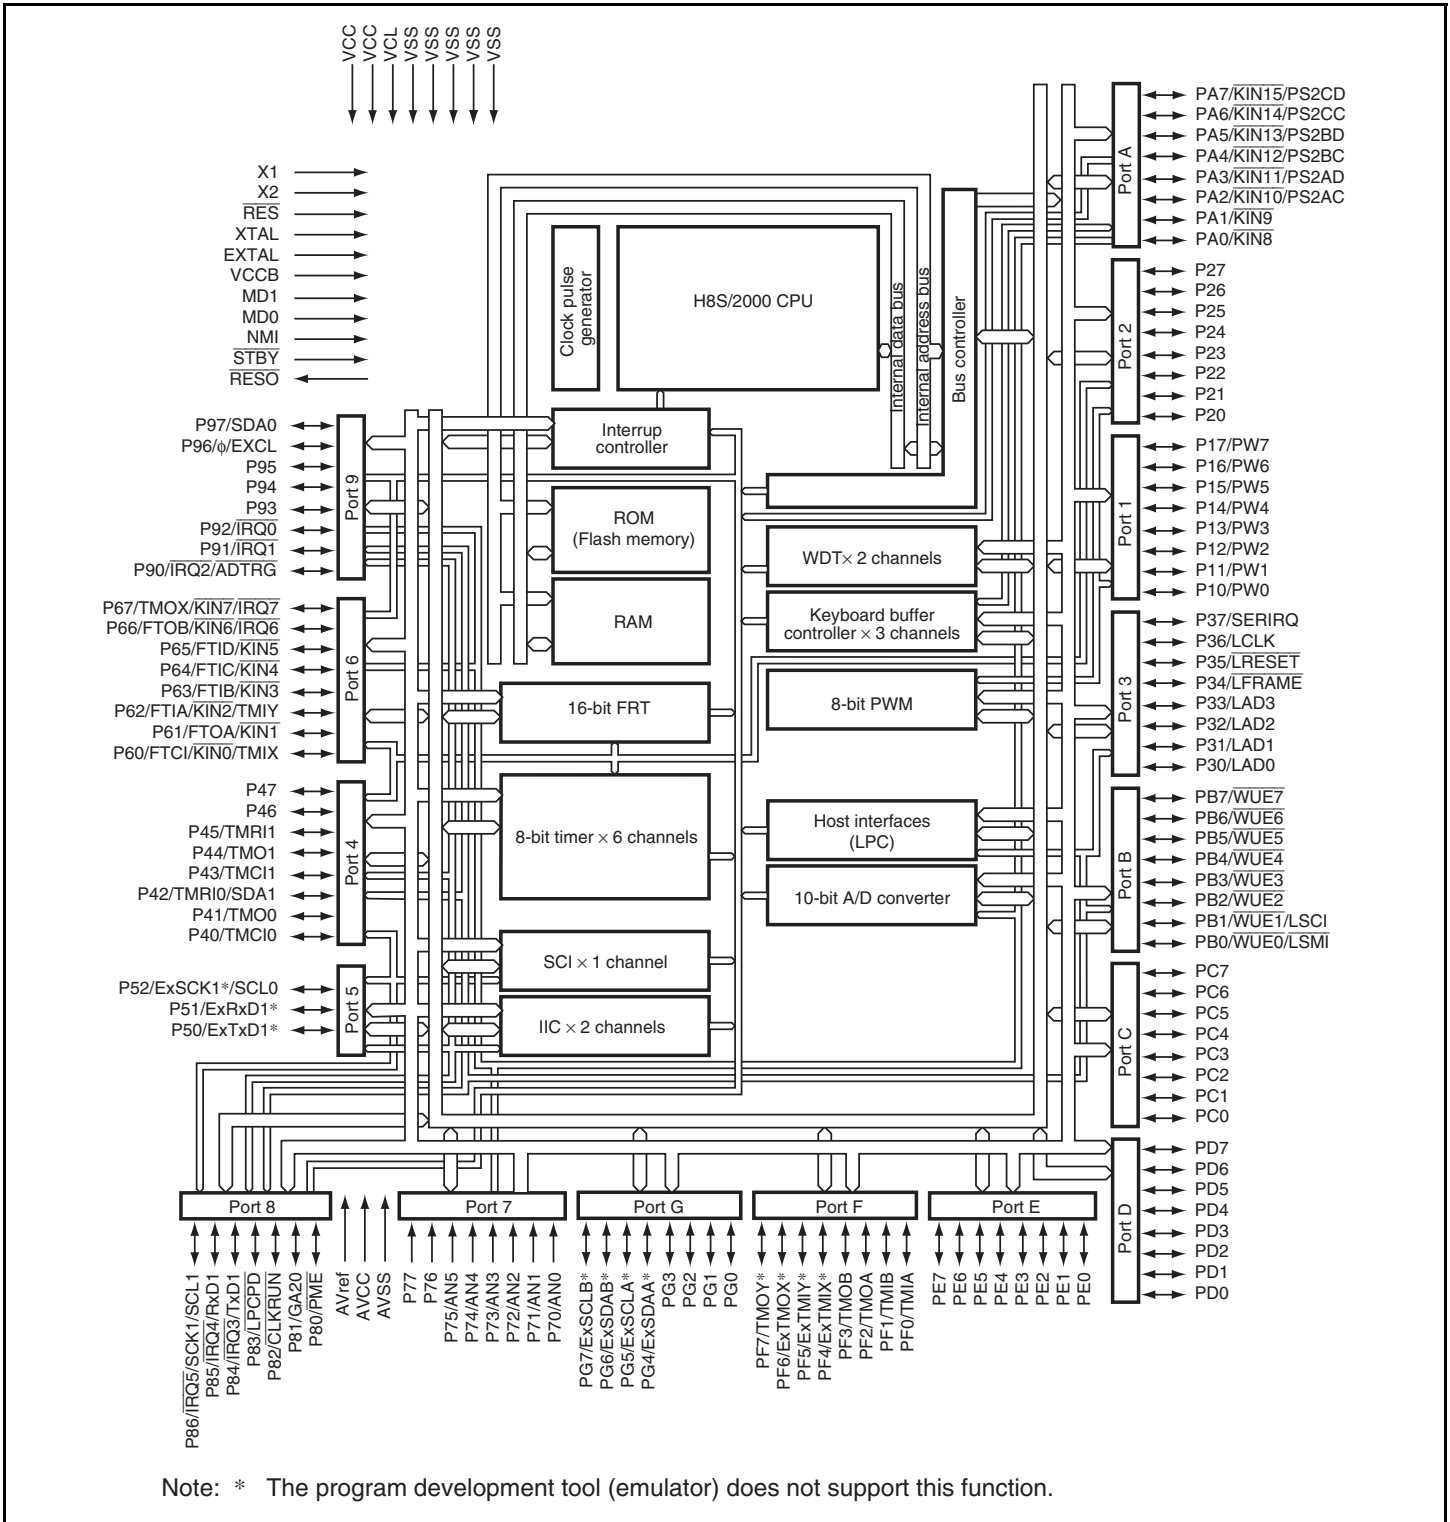 VCC
VCC
VCL
VSS
VSS
VSS
VSS
VSS
X1
X2
RES
XTAL
EXTAL
VCCB
MD1
MD0
NMI
STBY
RESO
P97/SDA0
P96/ϕ/EXCL
P95
P94
P93
P92/IRQ0
P91/IRQ1
P90/IRQ2/ADTRG
Port 9
P67/TMOX/KIN7/IRQ7
P66/FTOB/KIN6/IRQ6
P65/FTID/KIN5
P64/FTIC/KIN4
P63/FTIB/KIN3
P62/FTIA/KIN2/TMIY
P61/FTOA/KIN1
P60/FTCI/KIN0/TMIX
Port 6
P47
P46
P45/TMRI1
P44/TMO1
P43/TMCI1
P42/TMRI0/SDA1
P41/TMO0
P40/TMCI0
Port 4
P52/ExSCK1*/SCL0
P51/ExRxD1*
P50/ExTxD1*
Port 5
Clock pulse
generator
H8S/2000 CPU
Internal data bus
Internal address bus
Bus controller
Interrup
controller
ROM
(Flash memory)
RAM
16-bit FRT
8-bit timer × 6 channels
SCI × 1 channel
IIC × 2 channels
WDT× 2 channels
Keyboard buffer
controller × 3 channels
8-bit PWM
Host interfaces
(LPC)
10-bit A/D converter
Port A
PA7/KIN15/PS2CD
PA6/KIN14/PS2CC
PA5/KIN13/PS2BD
PA4/KIN12/PS2BC
PA3/KIN11/PS2AD
PA2/KIN10/PS2AC
PA1/KIN9
PA0/KIN8
Port 2
P27
P26
P25
P24
P23
P22
P21
P20
Port 1
P17/PW7
P16/PW6
P15/PW5
P14/PW4
P13/PW3
P12/PW2
P11/PW1
P10/PW0
Port 3
P37/SERIRQ
P36/LCLK
P35/LRESET
P34/LFRAME
P33/LAD3
P32/LAD2
P31/LAD1
P30/LAD0
Port B
PB7/WUE7
PB6/WUE6
PB5/WUE5
PB4/WUE4
PB3/WUE3
PB2/WUE2
PB1/WUE1/LSCI
PB0/WUE0/LSMI
Port C
PC7
PC6
PC5
PC4
PC3
PC2
PC1
PC0
Port D
PD7
PD6
PD5
PD4
PD3
PD2
PD1
PD0
Port 8
P86/IRQ5/SCK1/SCL1
P85/IRQ4/RxD1
P84/IRQ3/TxD1
P83/LPCPD
P82/CLKRUN
P81/GA20
P80/PME
AVref
AVCC
AVSS
Port 7
P77
P76
P75/AN5
P74/AN4
P73/AN3
P72/AN2
P71/AN1
P70/AN0
Port G
PG7/ExSCLB*
PG6/ExSDAB*
PG5/ExSCLA*
PG4/ExSDAA*
PG3
PG2
PG1
PG0
Port F
PF7/TMOY*
PF6/ExTMOX*
PF5/ExTMIY*
PF4/ExTMIX*
PF3/TMOB
PF2/TMOA
PF1/TMIB
PF0/TMIA
Port E
PE7
PE6
PE5
PE4
PE3
PE2
PE1
PE0
Note: * The program development tool (emulator) does not support this function.